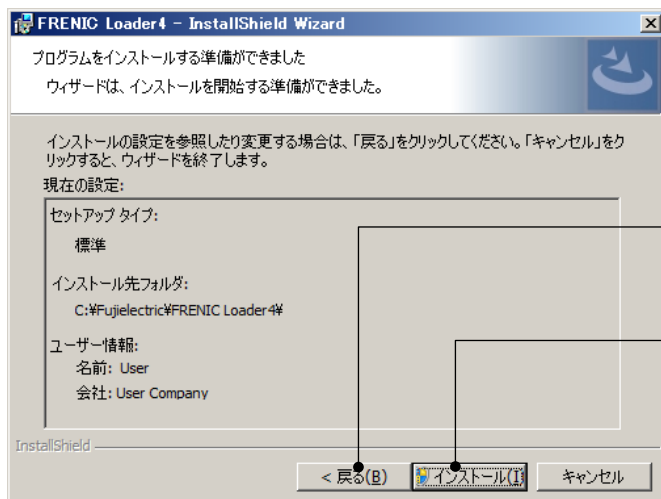 FRENIC Loader4 - InstallShield Wizard
プログラムをインストールする準備ができました
ウィザードは、インストールを開始する準備ができました。
インストールの設定を参照したり変更する場合は、「戻る」をクリックしてください。「キャンセル」をク
リックすると、ウィザードを終了します。
現在の設定:
セットアップ タイプ:
標準
インストール先フォルダ:
C:¥Fujielectric¥FRENIC Loader4¥
ユーザー情報:
名前: User
会社: User Company
InstallShield
< 戻る(B) インストール(I) キャンセル